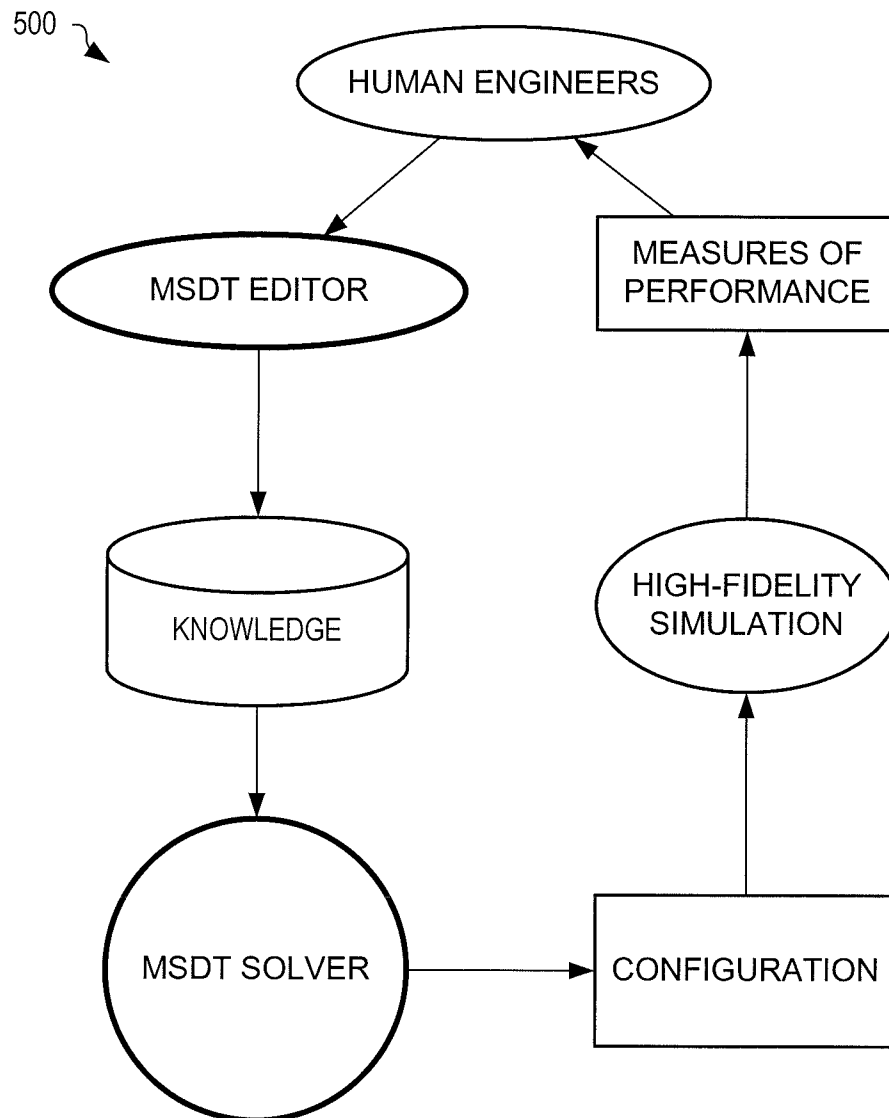 500
HUMAN ENGINEERS
MSDT EDITOR
MEASURES OF
PERFORMANCE
KNOWLEDGE
HIGH-FIDELITY
SIMULATION
MSDT SOLVER
CONFIGURATION